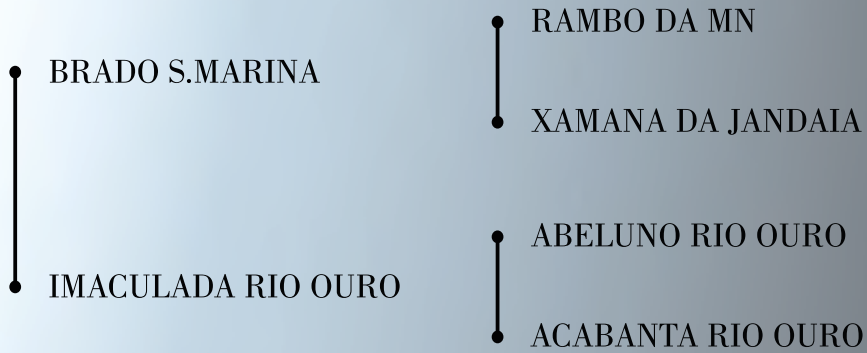 RAMBO DA MN
BRADO S.MARINA
XAMANA DA JANDAIA
ABELUNO RIO OURO
IMACULADA RIO OURO
ACABANTA RIO OURO